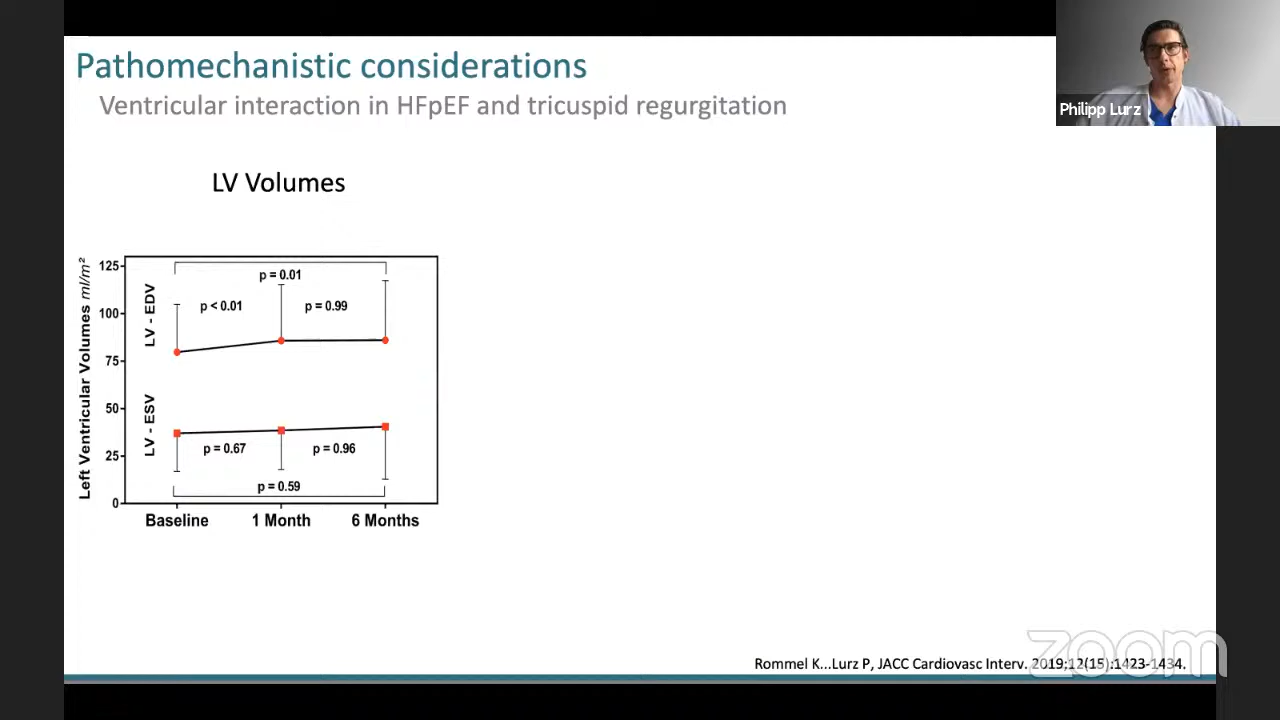 Pathomechanistic considerations
Ventricular interaction in HFpEF and tricuspid regurgitation
Philipp Lurz
LV Volumes
Left Ventricular Volumes ml/m²
125
100
75
50
25
0
LV - EDV
LV - ESV
p = 0.01
p < 0.01
p = 0.99
p = 0.67
p = 0.96
p = 0.59
Baseline
1 Month
6 Months
Rommel K...Lurz P, JACC Cardiovasc Interv. 2019;12(15):1423-1434.
zoom